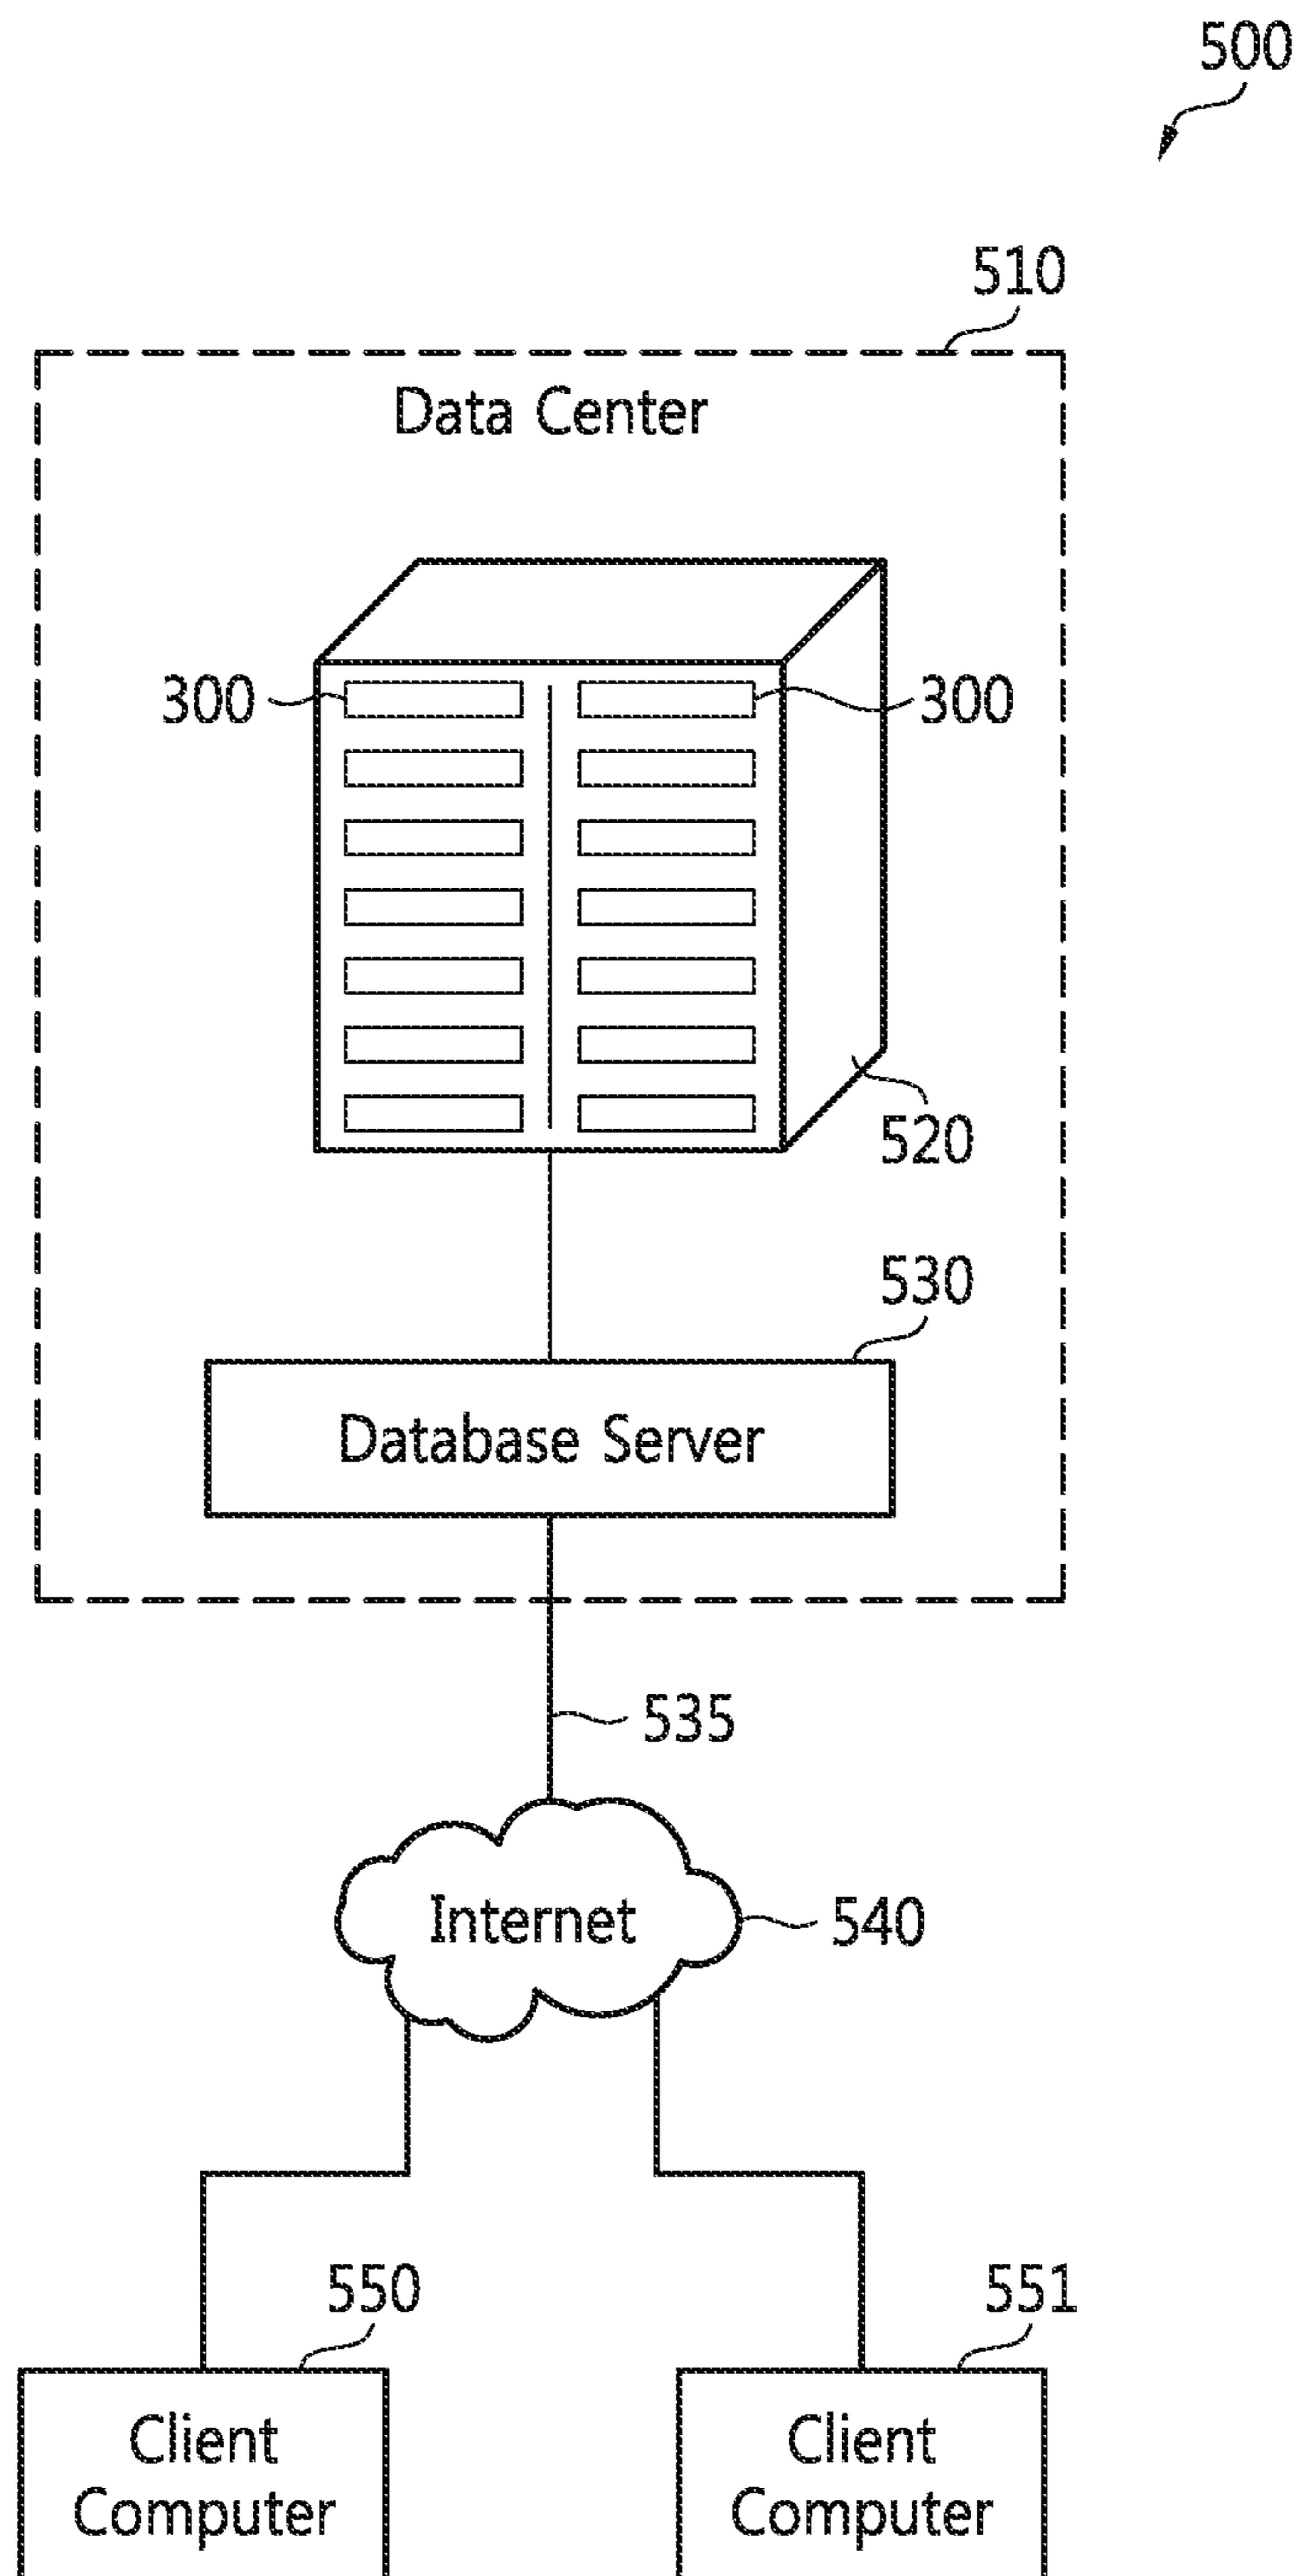 500
510
Data Center
300
300
520
530
Database Server
535
Internet
540
550
551
Client
Computer
Client
Computer